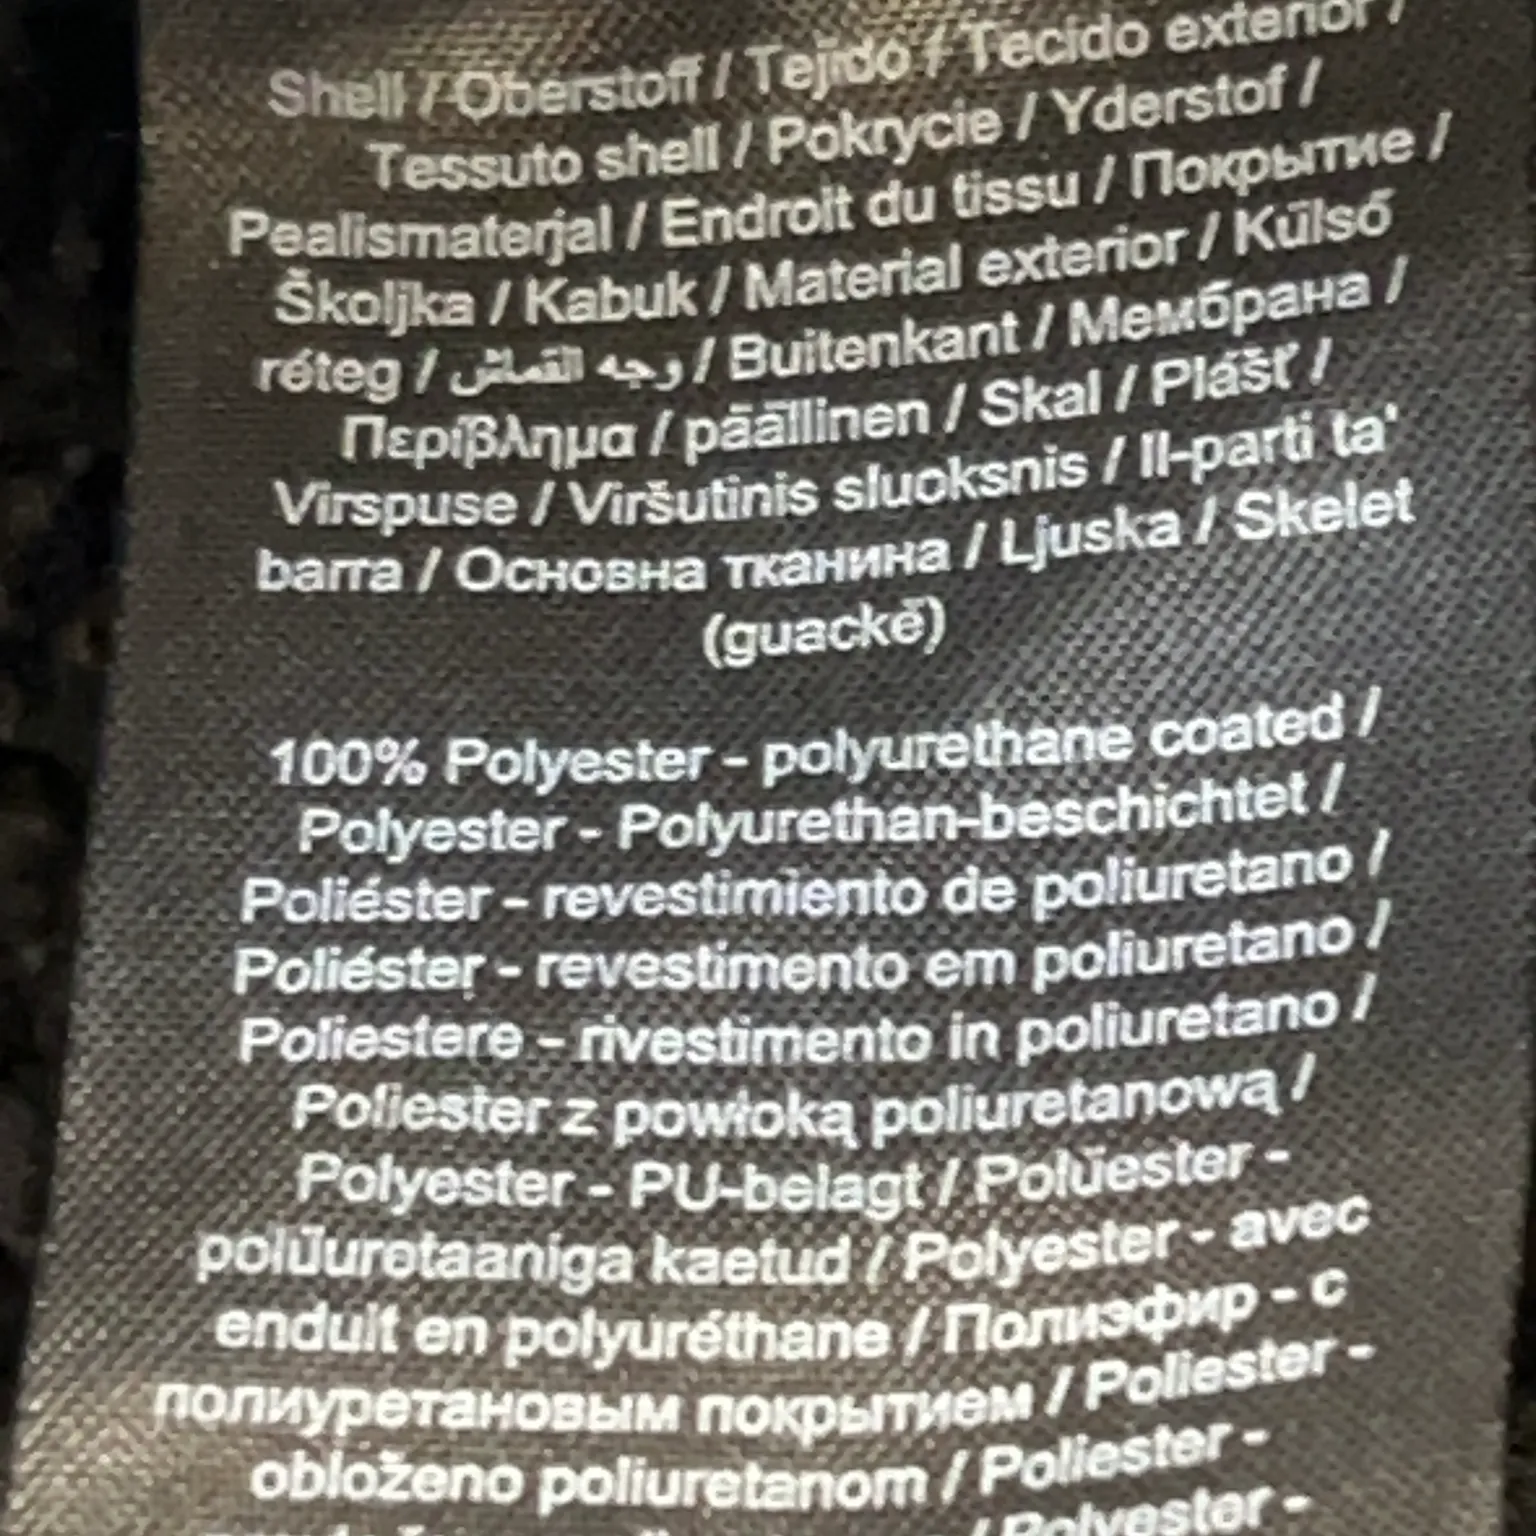 Shell / Oberstoff / Tejido / Tecido exterior /
Tessuto shell / Pokrycie / Yderstof /
Pealismaterjal / Endroit du tissu / Покрытие /
Školjka / Kabuk / Material exterior / Külső
réteg / وجه القماش / Buitenkant / Мембрана /
Περίβλημα / päällinen / Skal / Plášť /
Virspuse / Viršutinis sluoksnis / Il-parti ta'
barra / Основна тканина / Ljuska / Skelet
(guackë)
100% Polyester - polyurethane coated /
Polyester - Polyurethan-beschichtet /
Poliéster - revestimiento de poliuretano /
Poliéster - revestimento em poliuretano /
Poliestere - rivestimento in poliuretano /
Poliester z powłoką poliuretanową /
Polyester - PU-belagt / Polüester -
polüuretaaniga kaetud / Polyester - avec
enduit en polyuréthane / Полиэфир - с
полиуретановым покрытием / Poliester -
obloženo poliuretanom / Poliester -
/ Polyester -